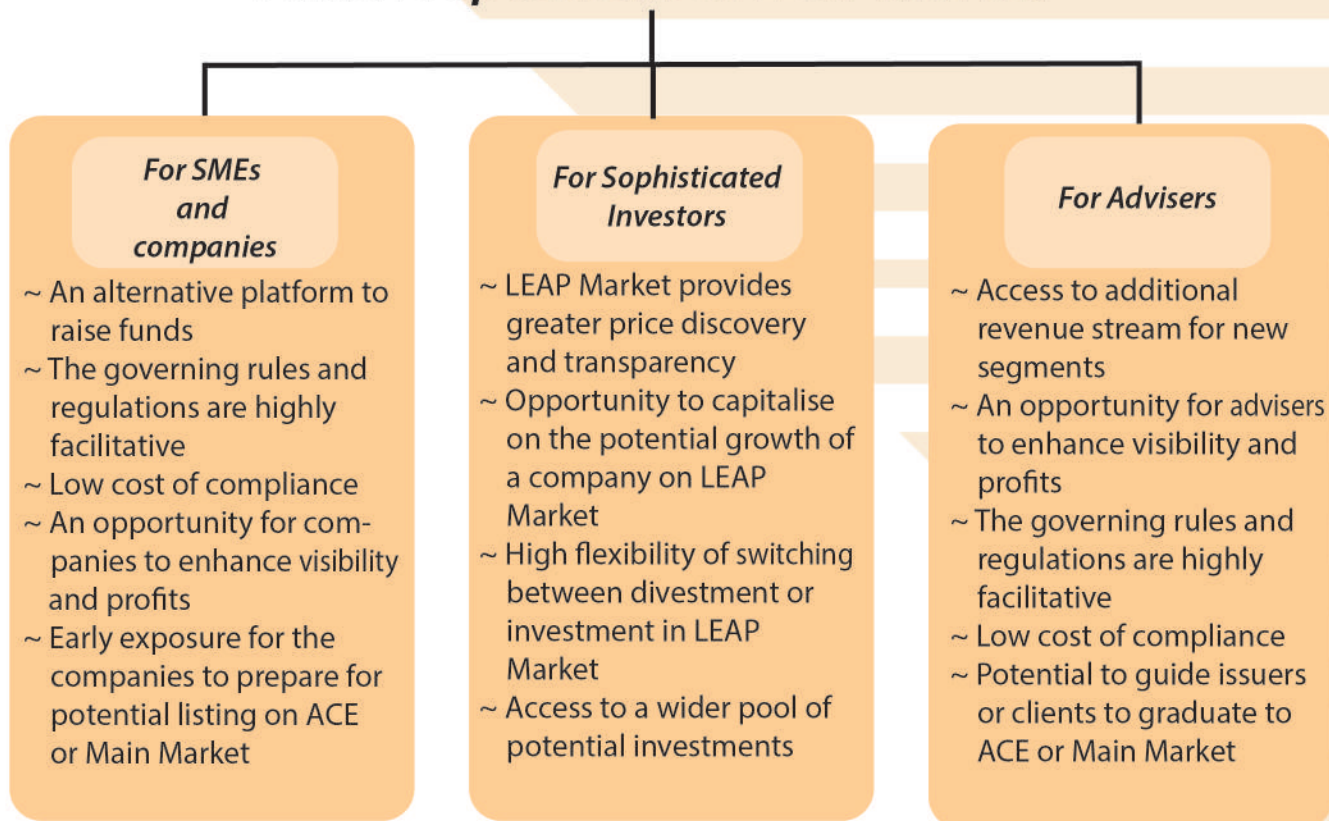 For SMEs
and
companies
~ An alternative platform to
raise funds
~ The governing rules and
regulations are highly
facilitative
~ Low cost of compliance
~ An opportunity for com-
panies to enhance visibility
and profits
~ Early exposure for the
companies to prepare for
potential listing on ACE
or Main Market
For Sophisticated
Investors
~ LEAP Market provides
greater price discovery
and transparency
~ Opportunity to capitalise
on the potential growth of
a company on LEAP
Market
~ High flexibility of switching
between divestment or
investment in LEAP
Market
~ Access to a wider pool of
potential investments
For Advisers
~ Access to additional
revenue stream for new
segments
~ An opportunity for advisers
to enhance visibility and
profits
~ The governing rules and
regulations are highly
facilitative
~ Low cost of compliance
~ Potential to guide issuers
or clients to graduate to
ACE or Main Market